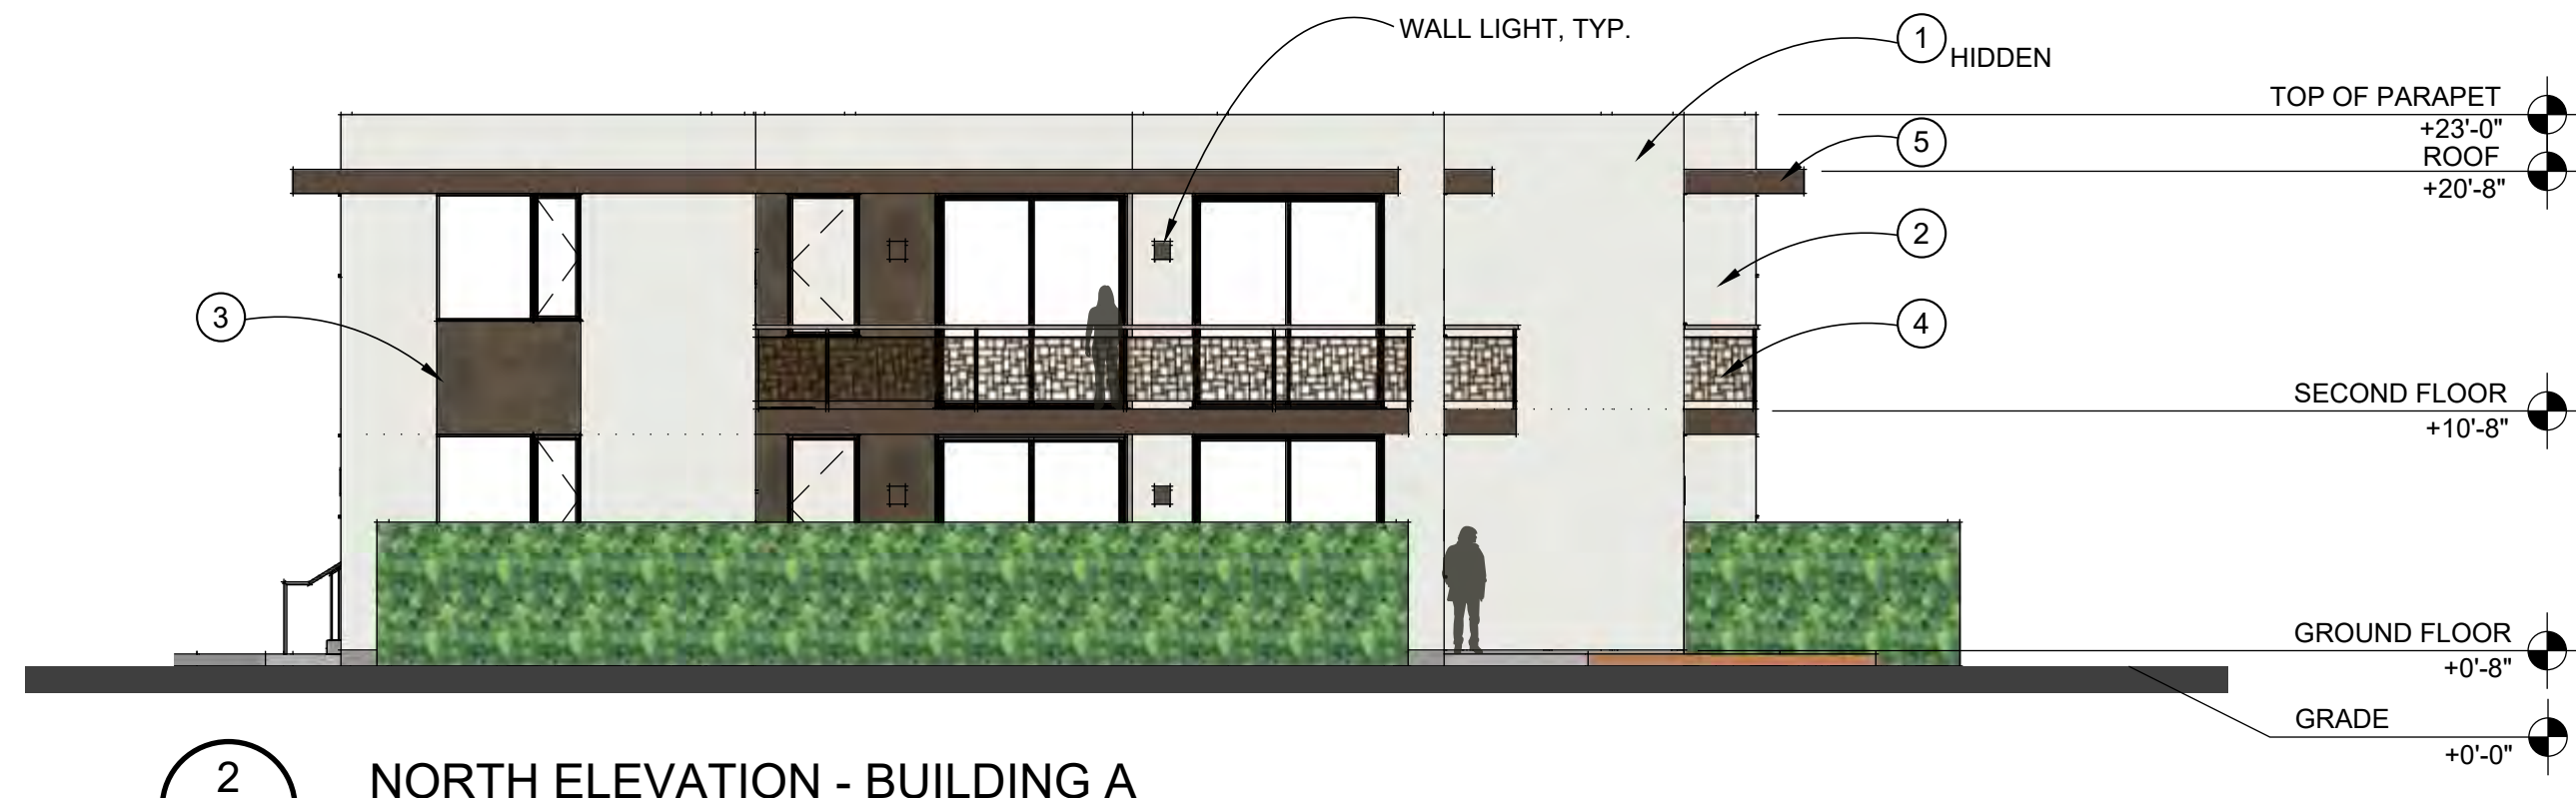 WALL LIGHT, TYP.
1
HIDDEN
TOP OF PARAPET
+23'-0"
5
ROOF
+20'-8"
2
3
4
SECOND FLOOR
+10'-8"
GROUND FLOOR
+0'-8"
GRADE
+0'-0"
2
NORTH ELEVATION - BUILDING A